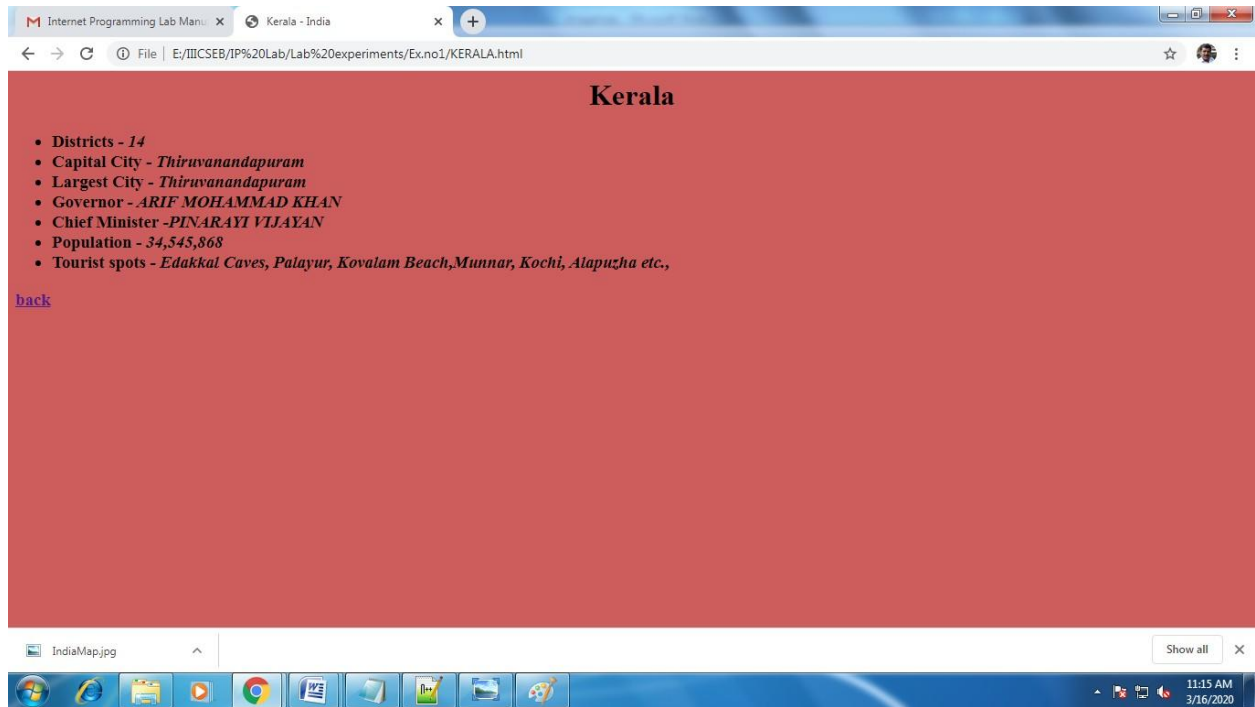 Internet Programming Lab Manu
Kerala - India
File | E:/IIICSEB/IP%20Lab/Lab%20experiments/Ex.no1/KERALA.html
Kerala
• Districts - 14
• Capital City - Thiruvanandapuram
• Largest City - Thiruvanandapuram
• Governor - ARIF MOHAMMAD KHAN
• Chief Minister -PINARAYI VIJAYAN
• Population - 34,545,868
• Tourist spots - Edakkal Caves, Palayur, Kovalam Beach,Munnar, Kochi, Alapuzha etc.,
back
IndiaMap.jpg
Show all
11:15 AM
3/16/2020